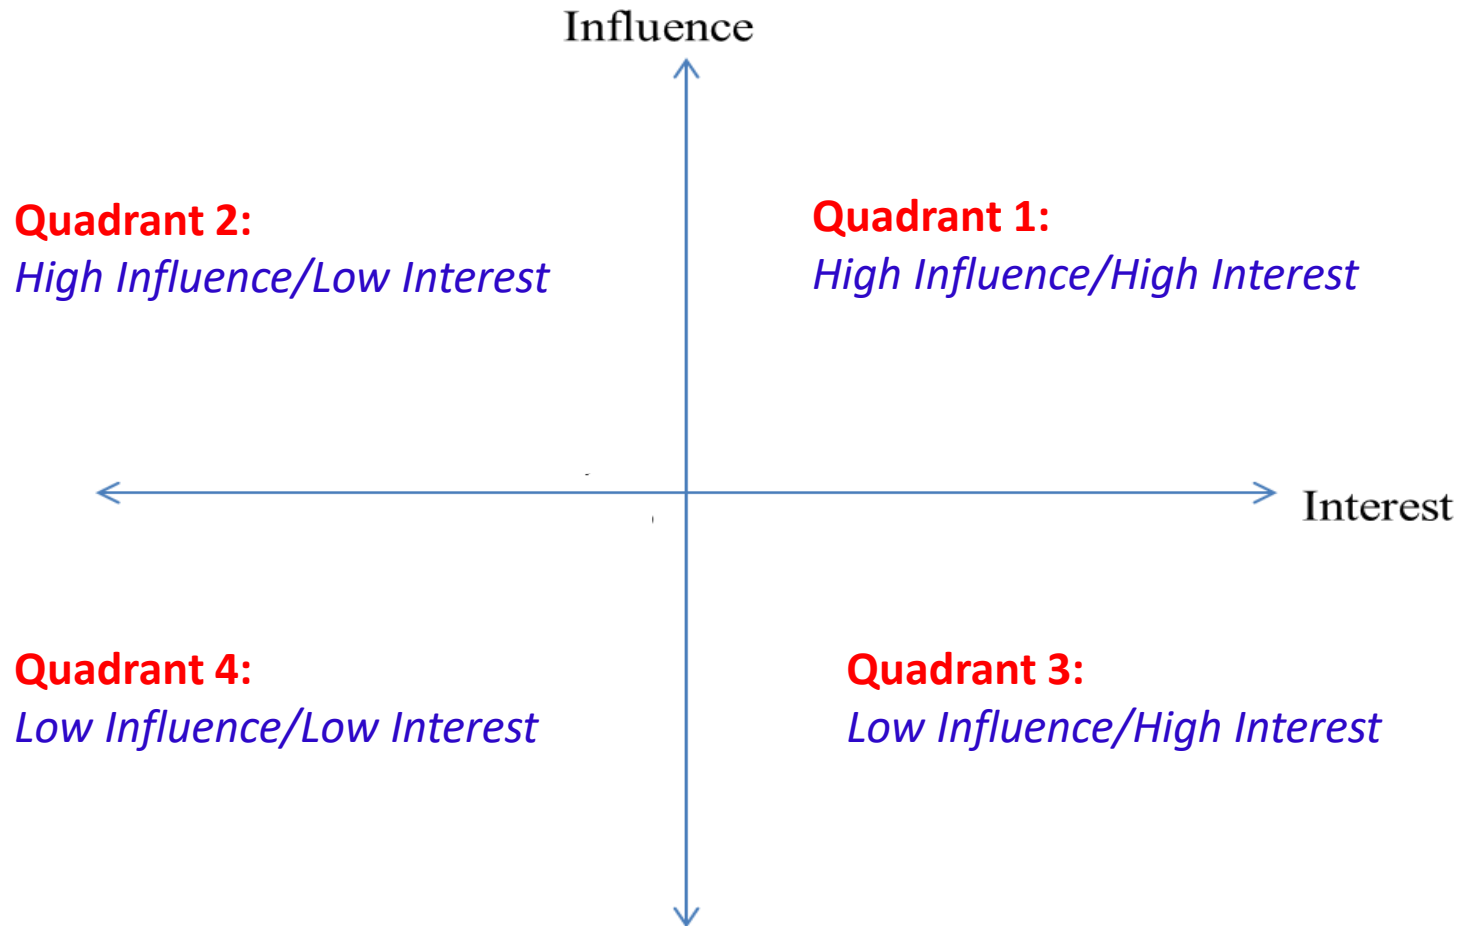 Influence
Quadrant 2:
High Influence/Low Interest
Quadrant 1:
High Influence/High Interest
Interest
Quadrant 4:
Low Influence/Low Interest
Quadrant 3:
Low Influence/High Interest